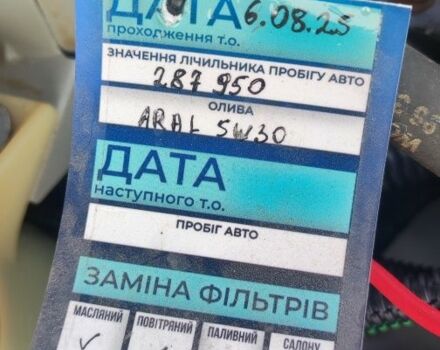 ДАТА 6.08.25
проходження т.о.
ЗНАЧЕННЯ ЛІЧИЛЬНИКА ПРОБІГУ АВТО
287 950
ОЛИВА
ARAL 5W30
ДАТА
наступного т.о.
ПРОБІГ АВТО
ЗАМІНА ФІЛЬТРІВ
МАСЛЯНИЙ ПОВІТРЯНИЙ ПАЛИВНИЙ САЛОНУ